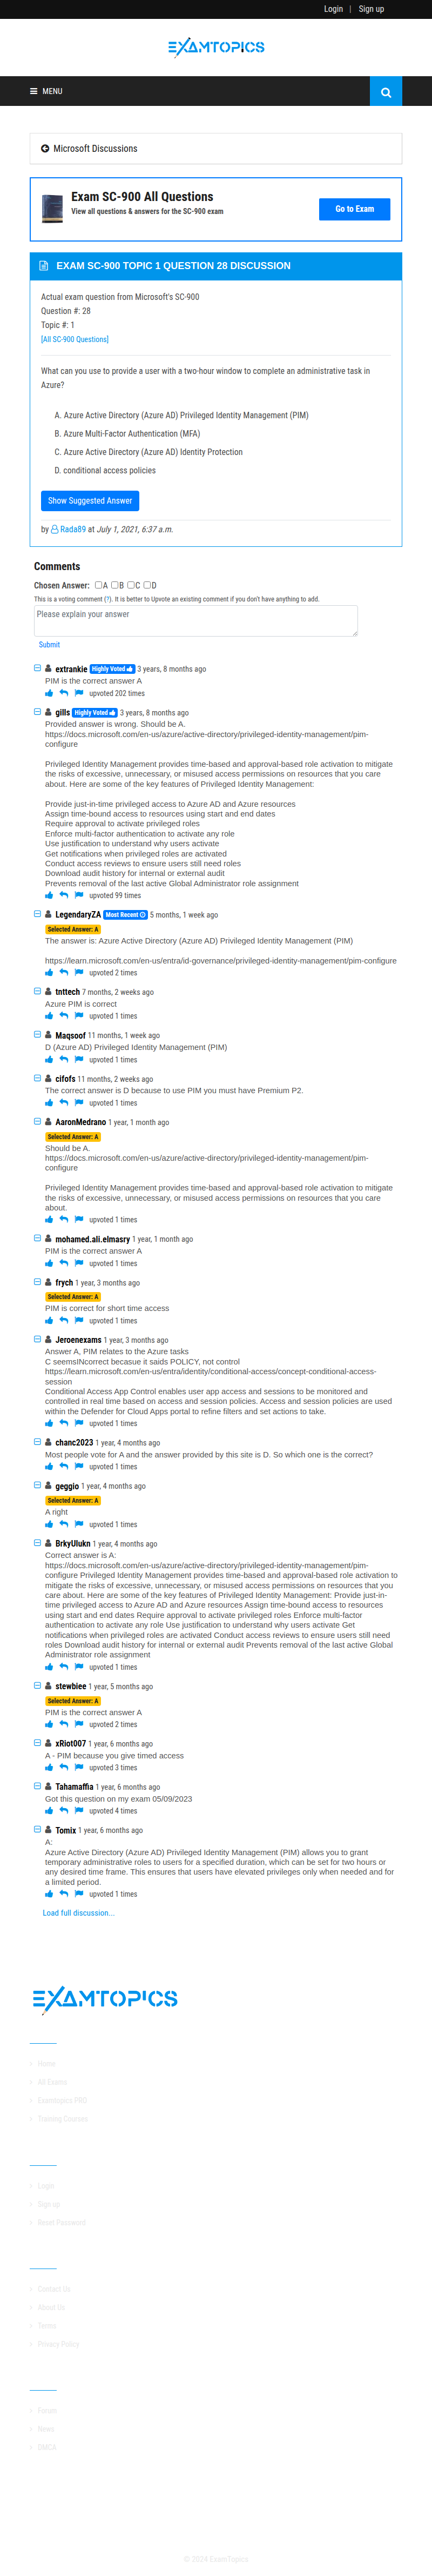 Login | Sign up
EXAMTOPICS
MENU
Microsoft Discussions
Exam SC-900 All Questions
View all questions & answers for the SC-900 exam
Go to Exam
EXAM SC-900 TOPIC 1 QUESTION 28 DISCUSSION
Actual exam question from Microsoft's SC-900
Question #: 28
Topic #: 1
[All SC-900 Questions]
What can you use to provide a user with a two-hour window to complete an administrative task in
Azure?
A. Azure Active Directory (Azure AD) Privileged Identity Management (PIM)
B. Azure Multi-Factor Authentication (MFA)
C. Azure Active Directory (Azure AD) Identity Protection
D. conditional access policies
Show Suggested Answer
by Rada89 at July 1, 2021, 6:37 a.m.
Comments
Chosen Answer: A B C D
This is a voting comment (?). It is better to Upvote an existing comment if you don't have anything to add.
Please explain your answer
Submit
extrankie Highly Voted 3 years, 8 months ago
PIM is the correct answer A
upvoted 202 times
gills Highly Voted 3 years, 8 months ago
Provided answer is wrong. Should be A.
https://docs.microsoft.com/en-us/azure/active-directory/privileged-identity-management/pim-
configure
Privileged Identity Management provides time-based and approval-based role activation to mitigate
the risks of excessive, unnecessary, or misused access permissions on resources that you care
about. Here are some of the key features of Privileged Identity Management:
Provide just-in-time privileged access to Azure AD and Azure resources
Assign time-bound access to resources using start and end dates
Require approval to activate privileged roles
Enforce multi-factor authentication to activate any role
Use justification to understand why users activate
Get notifications when privileged roles are activated
Conduct access reviews to ensure users still need roles
Download audit history for internal or external audit
Prevents removal of the last active Global Administrator role assignment
upvoted 99 times
LegendaryZA Most Recent 5 months, 1 week ago
Selected Answer: A
The answer is: Azure Active Directory (Azure AD) Privileged Identity Management (PIM)
https://learn.microsoft.com/en-us/entra/id-governance/privileged-identity-management/pim-configure
upvoted 2 times
tnttech 7 months, 2 weeks ago
Azure PIM is correct
upvoted 1 times
Maqsoof 11 months, 1 week ago
D (Azure AD) Privileged Identity Management (PIM)
upvoted 1 times
cifofs 11 months, 2 weeks ago
The correct answer is D because to use PIM you must have Premium P2.
upvoted 1 times
AaronMedrano 1 year, 1 month ago
Selected Answer: A
Should be A.
https://docs.microsoft.com/en-us/azure/active-directory/privileged-identity-management/pim-
configure
Privileged Identity Management provides time-based and approval-based role activation to mitigate
the risks of excessive, unnecessary, or misused access permissions on resources that you care
about.
upvoted 1 times
mohamed.ali.elmasry 1 year, 1 month ago
PIM is the correct answer A
upvoted 1 times
frych 1 year, 3 months ago
Selected Answer: A
PIM is correct for short time access
upvoted 1 times
Jeroenexams 1 year, 3 months ago
Answer A, PIM relates to the Azure tasks
C seemsINcorrect becasue it saids POLICY, not control
https://learn.microsoft.com/en-us/entra/identity/conditional-access/concept-conditional-access-
session
Conditional Access App Control enables user app access and sessions to be monitored and
controlled in real time based on access and session policies. Access and session policies are used
within the Defender for Cloud Apps portal to refine filters and set actions to take.
upvoted 1 times
chanc2023 1 year, 4 months ago
Most people vote for A and the answer provided by this site is D. So which one is the correct?
upvoted 1 times
geggio 1 year, 4 months ago
Selected Answer: A
A right
upvoted 1 times
BrkyUlukn 1 year, 4 months ago
Correct answer is A:
https://docs.microsoft.com/en-us/azure/active-directory/privileged-identity-management/pim-
configure Privileged Identity Management provides time-based and approval-based role activation to
mitigate the risks of excessive, unnecessary, or misused access permissions on resources that you
care about. Here are some of the key features of Privileged Identity Management: Provide just-in-
time privileged access to Azure AD and Azure resources Assign time-bound access to resources
using start and end dates Require approval to activate privileged roles Enforce multi-factor
authentication to activate any role Use justification to understand why users activate Get
notifications when privileged roles are activated Conduct access reviews to ensure users still need
roles Download audit history for internal or external audit Prevents removal of the last active Global
Administrator role assignment
upvoted 1 times
stewbiee 1 year, 5 months ago
Selected Answer: A
PIM is the correct answer A
upvoted 2 times
xRiot007 1 year, 6 months ago
A - PIM because you give timed access
upvoted 3 times
Tahamaffia 1 year, 6 months ago
Got this question on my exam 05/09/2023
upvoted 4 times
Tomix 1 year, 6 months ago
A:
Azure Active Directory (Azure AD) Privileged Identity Management (PIM) allows you to grant
temporary administrative roles to users for a specified duration, which can be set for two hours or
any desired time frame. This ensures that users have elevated privileges only when needed and for
a limited period.
upvoted 1 times
Load full discussion...
EXAMTOPICS
Home
All Exams
Examtopics PRO
Training Courses
Login
Sign up
Reset Password
Contact Us
About Us
Terms
Privacy Policy
Forum
News
DMCA
© 2024 ExamTopics